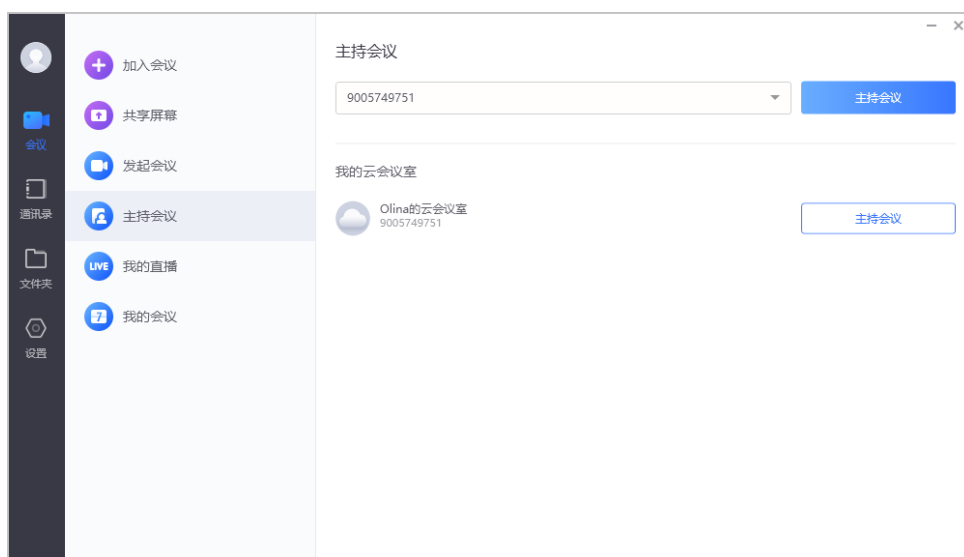 会议
通讯录
文件夹
设置
加入会议
共享屏幕
发起会议
主持会议
LIVE 我的直播
7 我的会议
主持会议
9005749751 主持会议
我的云会议室
Olina的云会议室
9005749751
主持会议